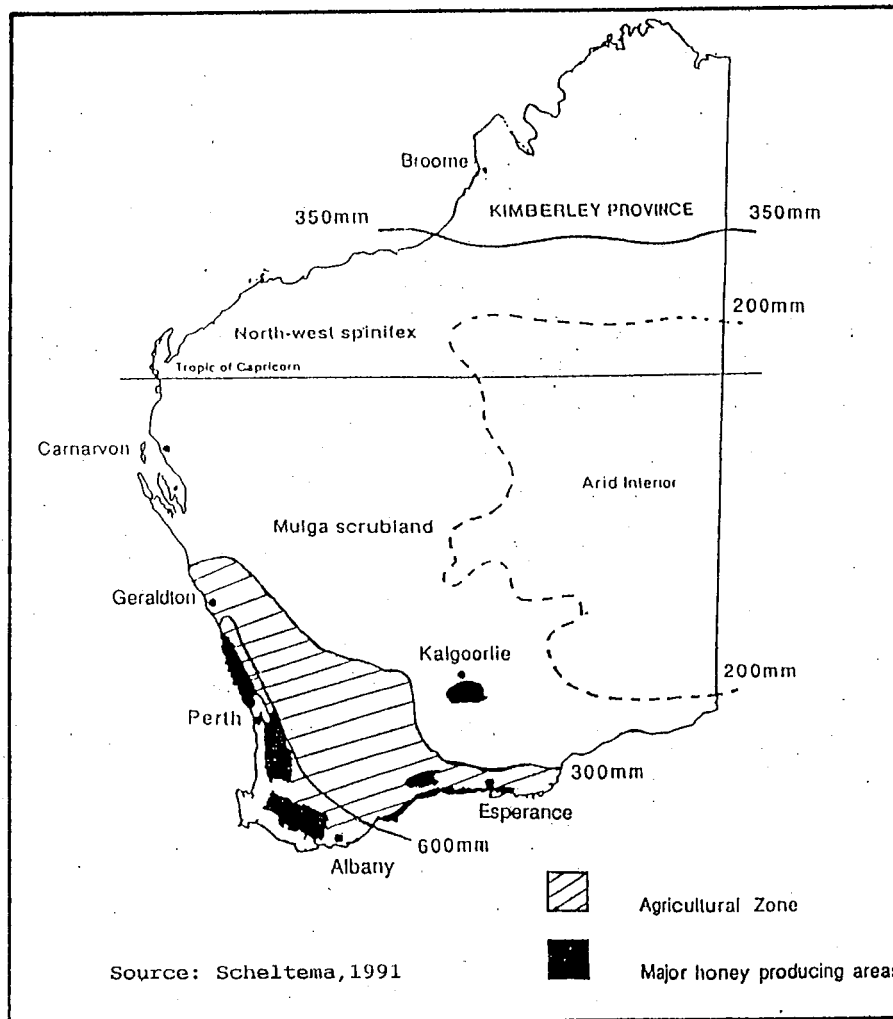 Broome
350mm
KIMBERLEY PROVINCE
350mm
200mm
North-west spinifex
Tropic of Capricorn
Carnarvon
Arid Interior
Mulga scrubland
Geraldton
Kalgoorlie
200mm
Perth
300mm
Esperance
600mm
Albany
Agricultural Zone
Source: Scheltema,1991
Major honey producing areas